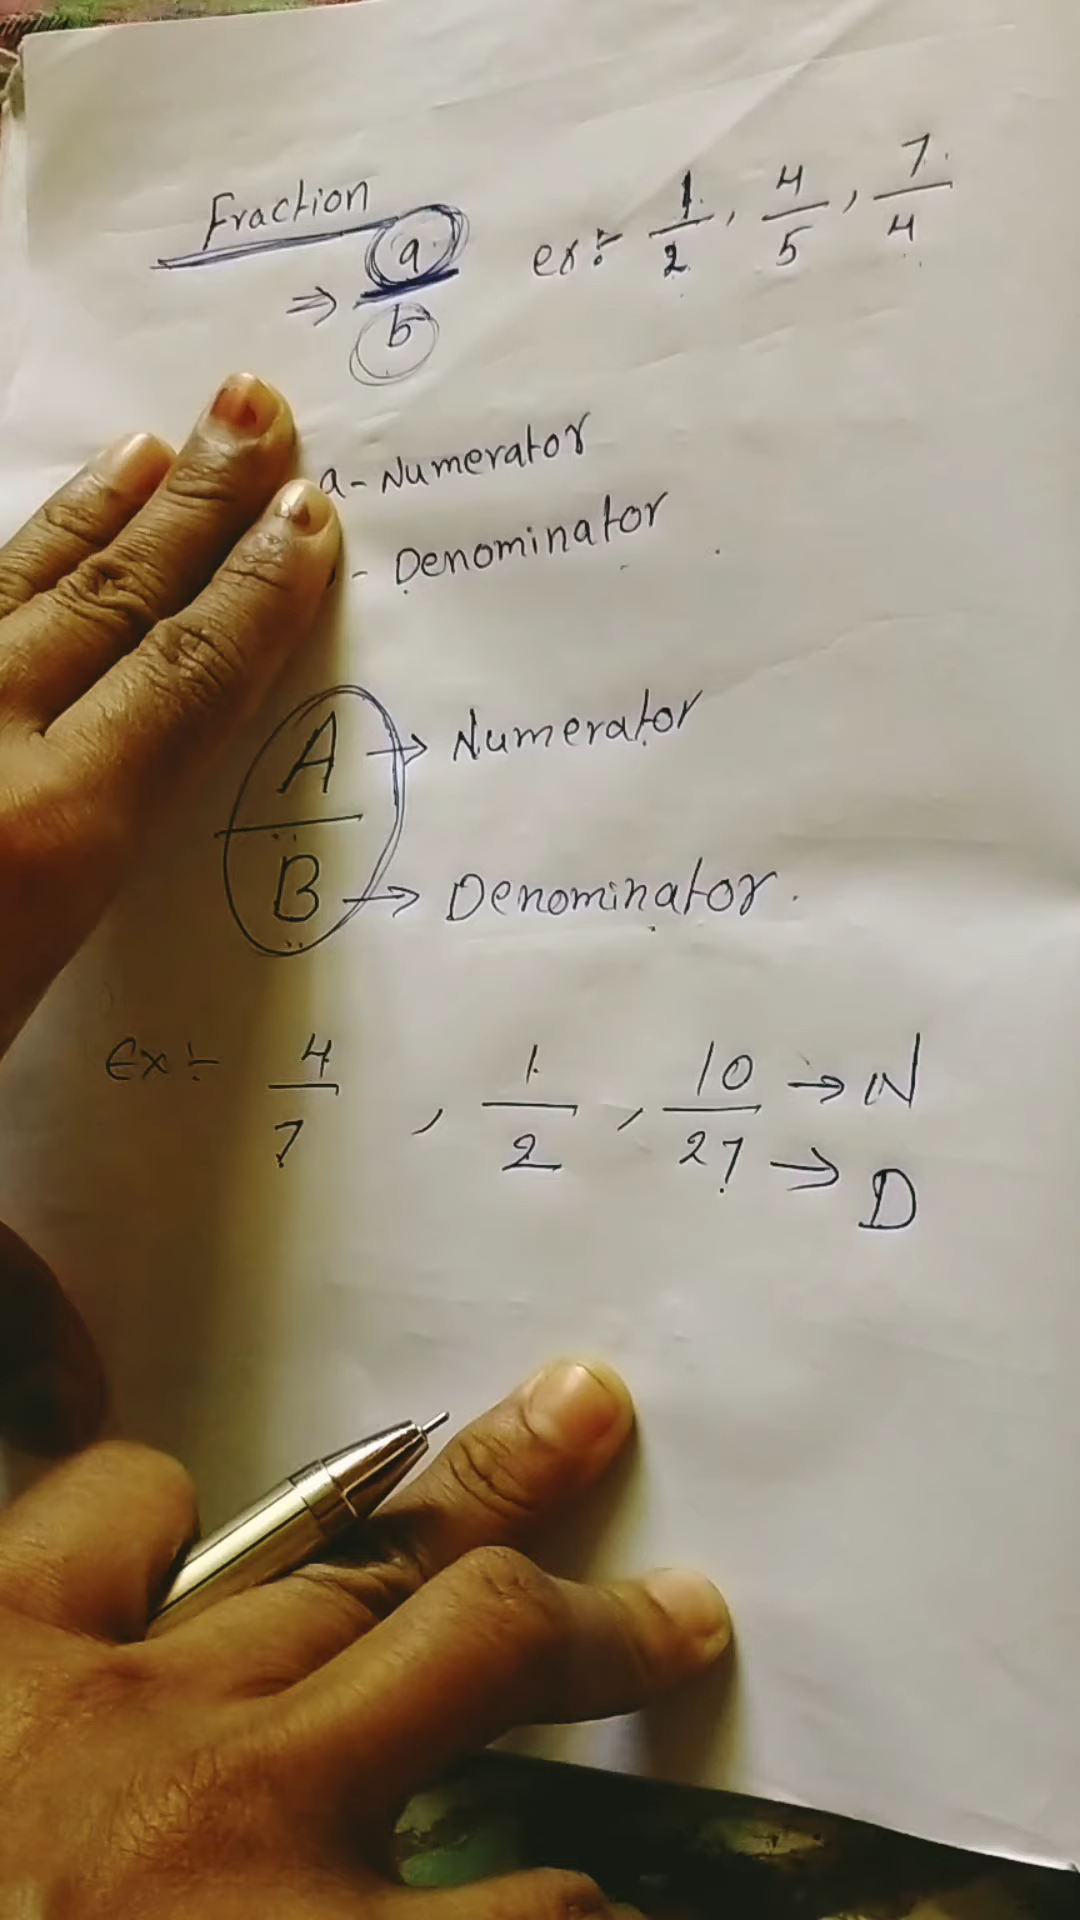 Fraction
⇒ a/b
ex:- 1/2, 4/5, 7/4
a - Numerator
- Denominator
A → Numerator
B → Denominator.
Ex:- 4/7, 1/2, 10/27 → N
→ D